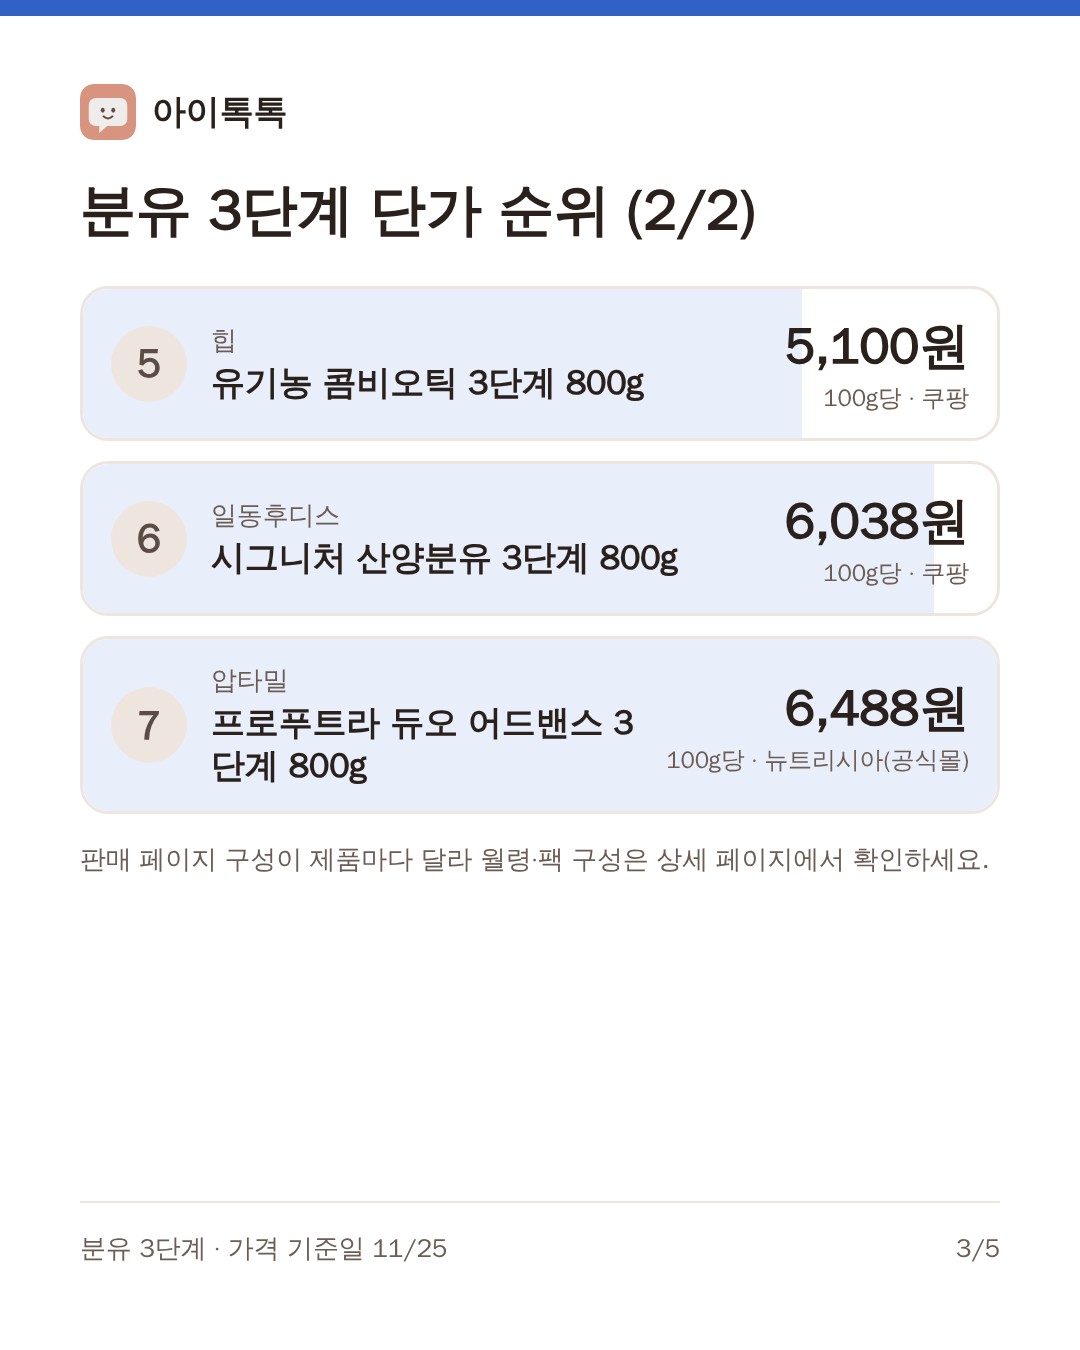 아이톡톡
분유 3단계 단가 순위 (2/2)
5
힙
유기농 콤비오틱 3단계 800g
5,100원
100g당 · 쿠팡
6
일동후디스
시그니처 산양분유 3단계 800g
6,038원
100g당 · 쿠팡
7
압타밀
프로푸트라 듀오 어드밴스 3
단계 800g
6,488원
100g당 · 뉴트리시아(공식몰)
판매 페이지 구성이 제품마다 달라 월령·팩 구성은 상세 페이지에서 확인하세요.
분유 3단계 · 가격 기준일 11/25
3/5